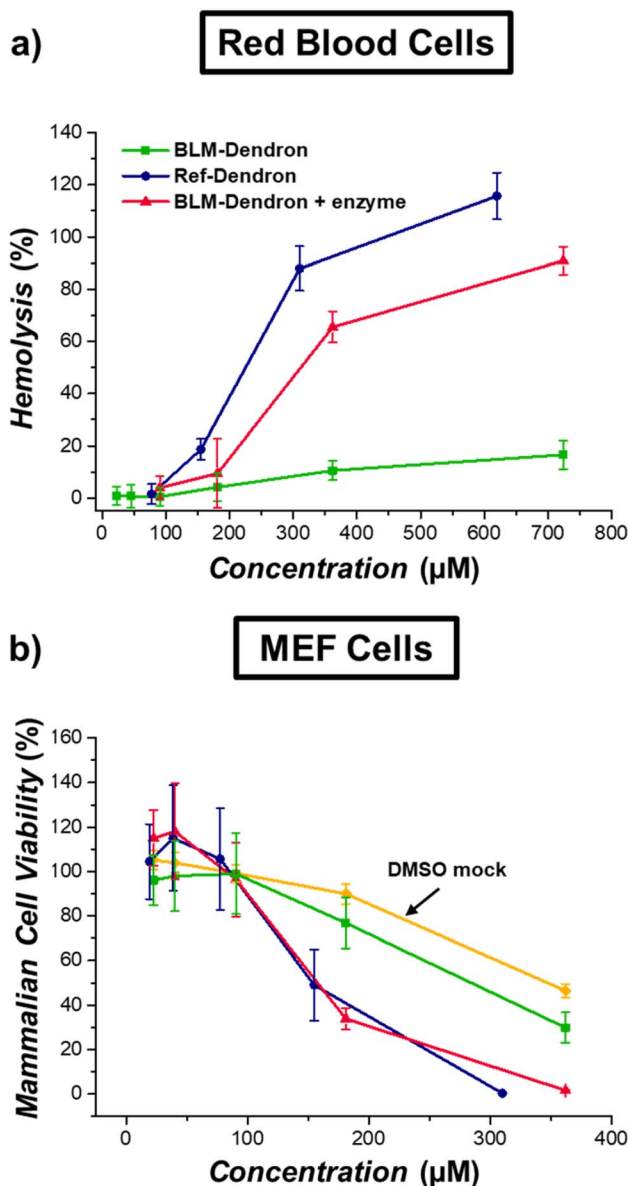 a)
Red Blood Cells
140
120
100
80
60
40
20
0
Hemolysis (%)
BLM-Dendron
Ref-Dendron
BLM-Dendron + enzyme
0 100 200 300 400 500 600 700 800
Concentration (µM)
b)
MEF Cells
160
140
120
100
80
60
40
20
0
Mammalian Cell Viability (%)
DMSO mock
0 100 200 300 400
Concentration (µM)